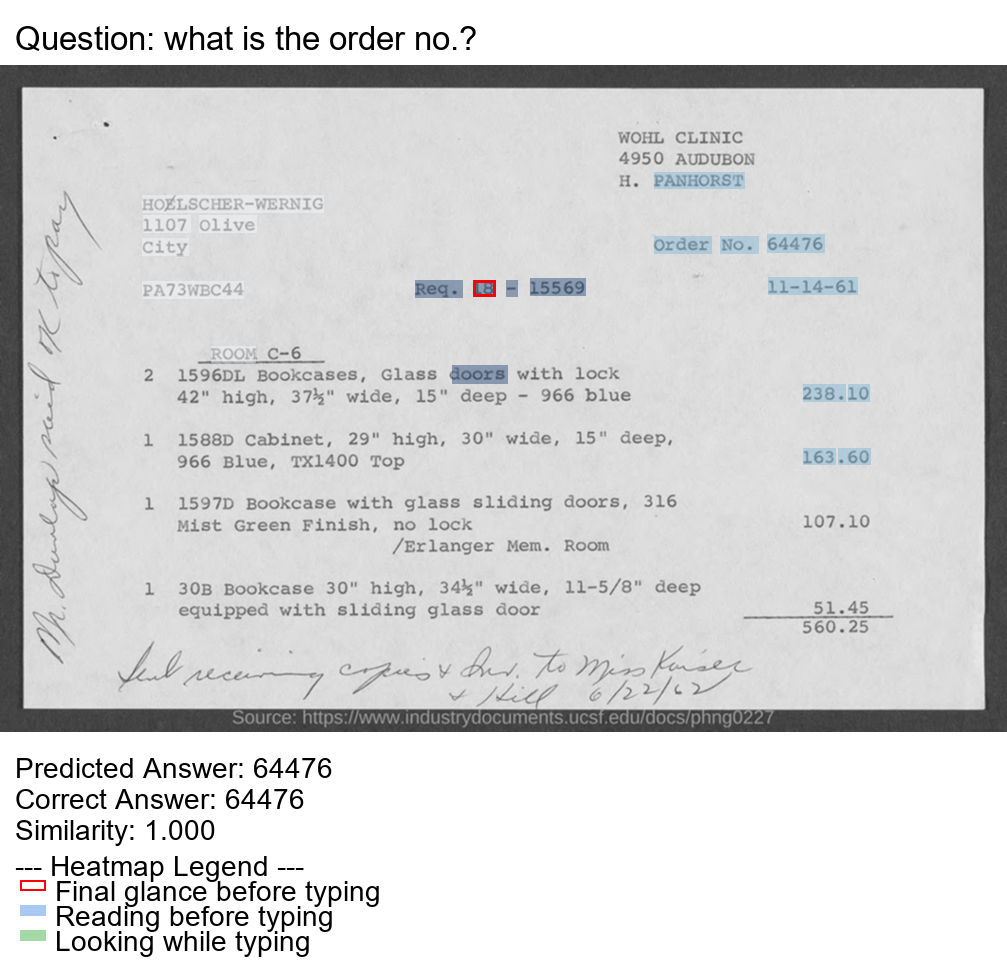 Question: what is the order no.?
WOHL CLINIC
4950 AUDUBON
H. PANHORST
HOELSCHER-WERNIG
1107 Olive
City
Order No. 64476
PA73WBC44
Req. L8 - 15569
11-14-61
ROOM C-6
2 1596DL Bookcases, Glass doors with lock
42" high, 37½" wide, 15" deep - 966 blue 238.10
1 1588D Cabinet, 29" high, 30" wide, 15" deep,
966 Blue, TX1400 Top 163.60
1 1597D Bookcase with glass sliding doors, 316
Mist Green Finish, no lock 107.10
/Erlanger Mem. Room
1 30B Bookcase 30" high, 34½" wide, 11-5/8" deep
equipped with sliding glass door 51.45
560.25
Mr. Dunlap said OK to pay
Sent receiving copies & Inv. to Miss Kaiser
& Hill 6/22/62
Source: https://www.industrydocuments.ucsf.edu/docs/phng0227
Predicted Answer: 64476
Correct Answer: 64476
Similarity: 1.000
--- Heatmap Legend ---
Final glance before typing
Reading before typing
Looking while typing